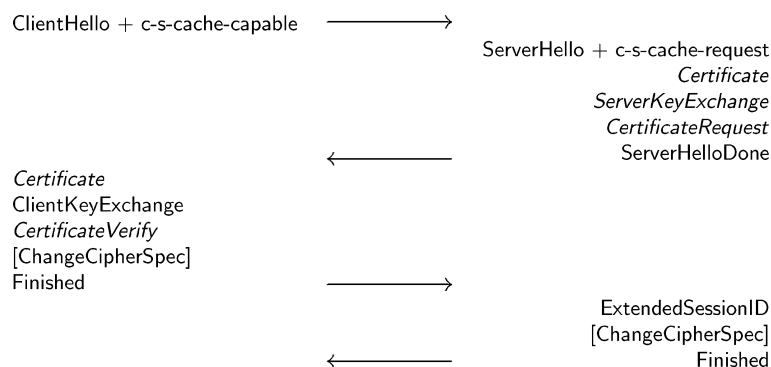 ClientHello + c-s-cache-capable
ServerHello + c-s-cache-request
Certificate
ServerKeyExchange
CertificateRequest
ServerHelloDone
Certificate
ClientKeyExchange
CertificateVerify
[ChangeCipherSpec]
Finished
ExtendedSessionID
[ChangeCipherSpec]
Finished